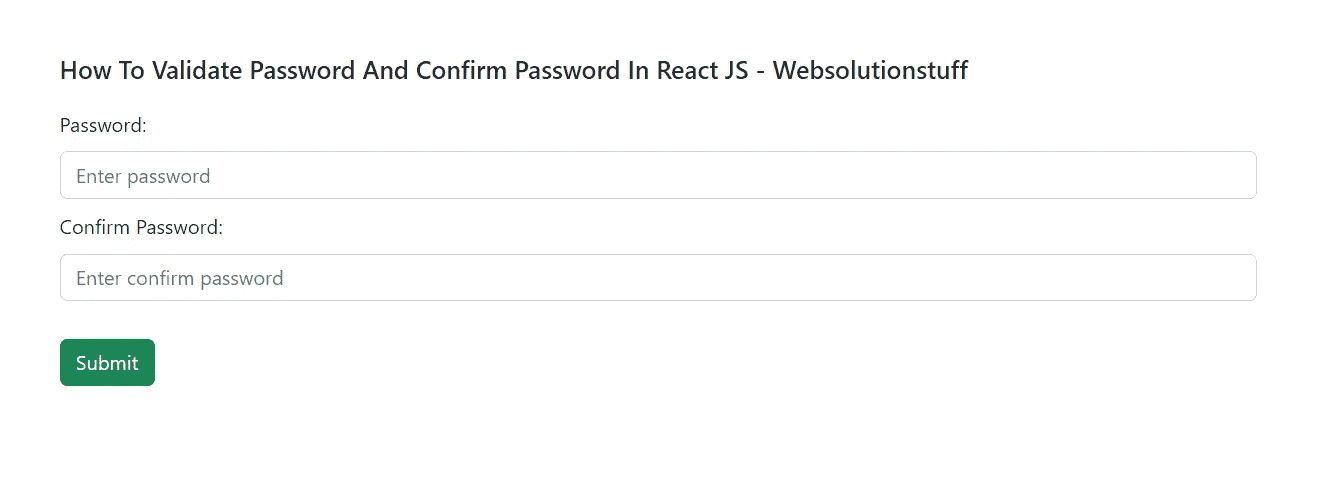 How To Validate Password And Confirm Password In React JS - Websolutionstuff
Password:
Enter password
Confirm Password:
Enter confirm password
Submit